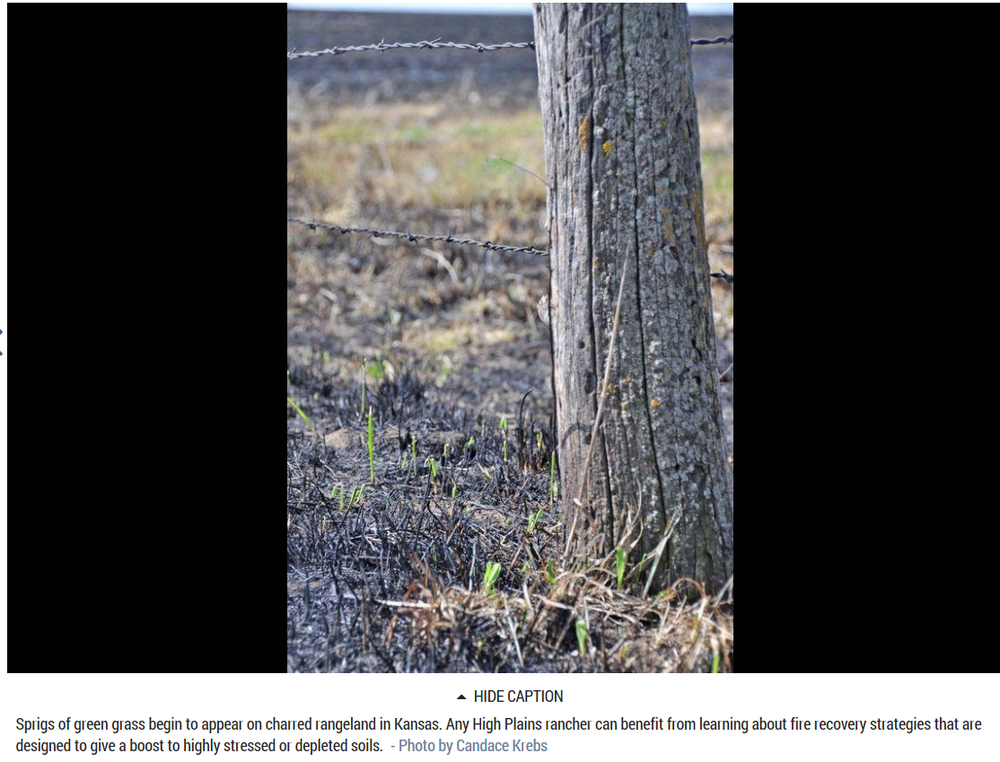 HIDE CAPTION
Sprigs of green grass begin to appear on charred rangeland in Kansas. Any High Plains rancher can benefit from learning about fire recovery strategies that are
designed to give a boost to highly stressed or depleted soils. - Photo by Candace Krebs